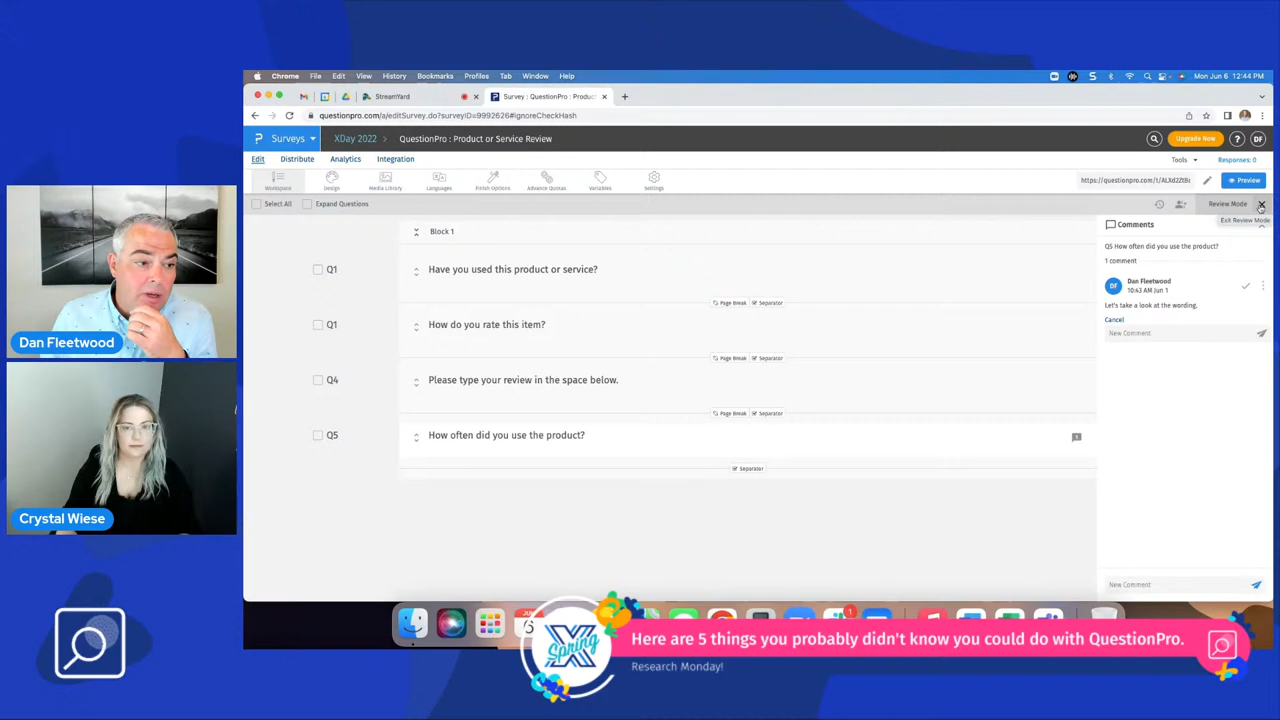 Chrome File Edit View History Bookmarks Profiles Tab Window Help
Mon Jun 6 12:44 PM
StreamYard
Survey : QuestionPro : Product
questionpro.com/a/editSurvey.do?surveyID=9992626#ignoreCheckHash
P Surveys
XDay 2022
QuestionPro : Product or Service Review
Upgrade Now
?
DF
Edit Distribute Analytics Integration
Tools
Responses: 0
Workspace Design Media Library Languages Finish Options Advance Quotas Variables Settings
Preview
Select All
Expand Questions
Review Mode
Exit Review Mode
Block 1
Q1 Have you used this product or service?
Page Break Separator
Q1 How do you rate this item?
Page Break Separator
Q4 Please type your review in the space below.
Page Break Separator
Q5 How often did you use the product?
Separator
Comments
Q5 How often did you use the product?
1 comment
DF
Dan Fleetwood
10:43 AM Jun 1
Let's take a look at the wording.
Cancel
New Comment
New Comment
Dan Fleetwood
Crystal Wiese
6
1
X
Spring
Here are 5 things you probably didn't know you could do with QuestionPro.
Research Monday!